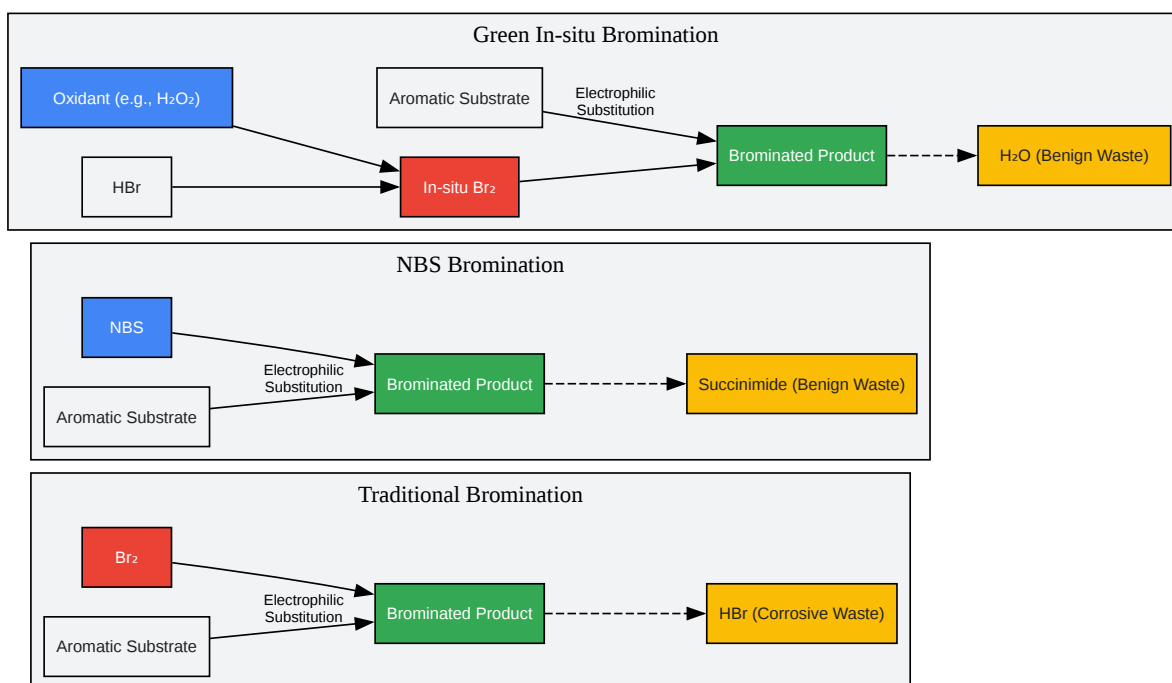 Green In-situ Bromination
Oxidant (e.g., H₂O₂)
Aromatic Substrate
Electrophilic
Substitution
Brominated Product
H₂O (Benign Waste)
HBr
In-situ Br₂
NBS Bromination
NBS
Electrophilic
Substitution
Brominated Product
Succinimide (Benign Waste)
Aromatic Substrate
Traditional Bromination
Br₂
Electrophilic
Substitution
Brominated Product
HBr (Corrosive Waste)
Aromatic Substrate